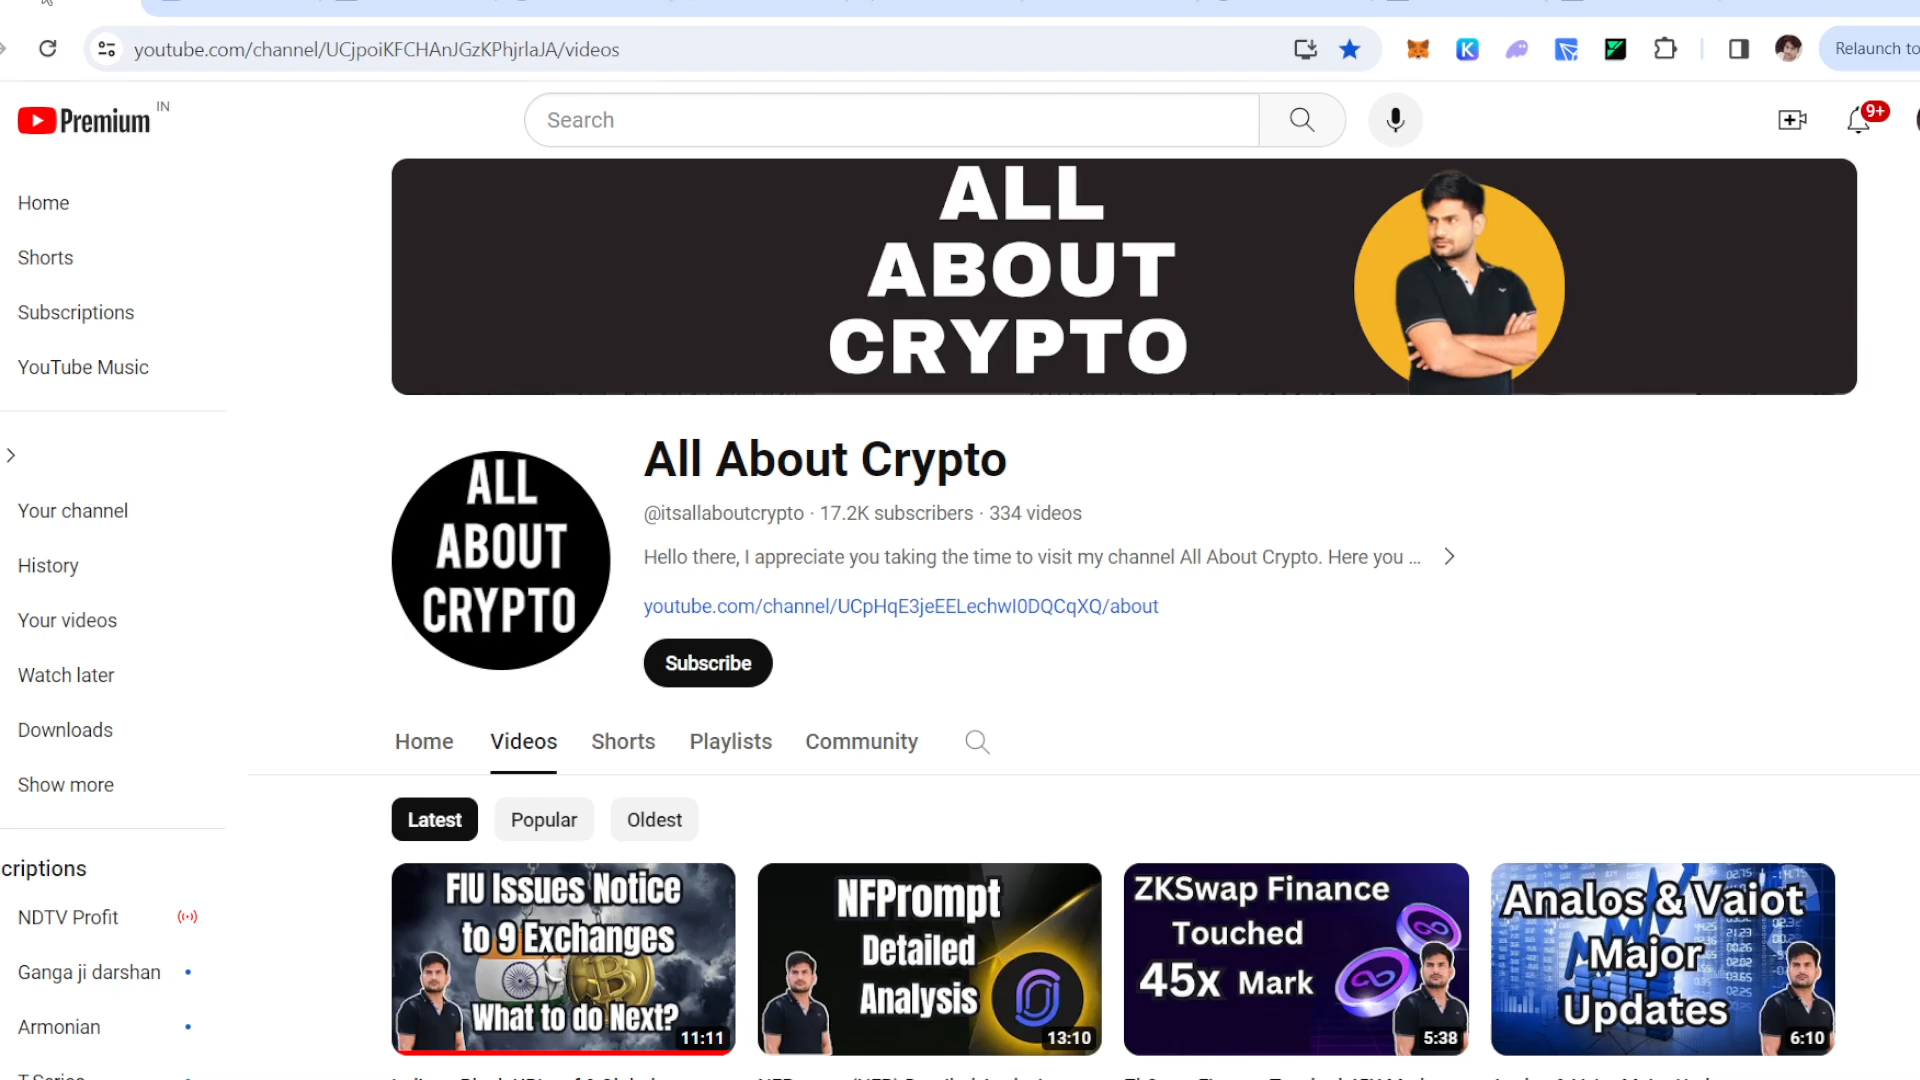 youtube.com/channel/UCjpoiKFCHAnJGzKPhjrlaJA/videos
K
Relaunch to
Premium IN
Search
9+
Home
Shorts
Subscriptions
YouTube Music
Your channel
History
Your videos
Watch later
Downloads
Show more
criptions
NDTV Profit
Ganga ji darshan
Armonian
ALL
ABOUT
CRYPTO
ALL
ABOUT
CRYPTO
All About Crypto
@itsallaboutcrypto · 17.2K subscribers · 334 videos
Hello there, I appreciate you taking the time to visit my channel All About Crypto. Here you ...
youtube.com/channel/UCpHqE3jeEELechwI0DQCqXQ/about
Subscribe
Home Videos Shorts Playlists Community
Latest Popular Oldest
FIU Issues Notice
to 9 Exchanges
What to do Next?
11:11
NFPrompt
Detailed
Analysis
13:10
ZKSwap Finance
Touched
45x Mark
5:38
Analos & Vaiot
Major
Updates
6:10